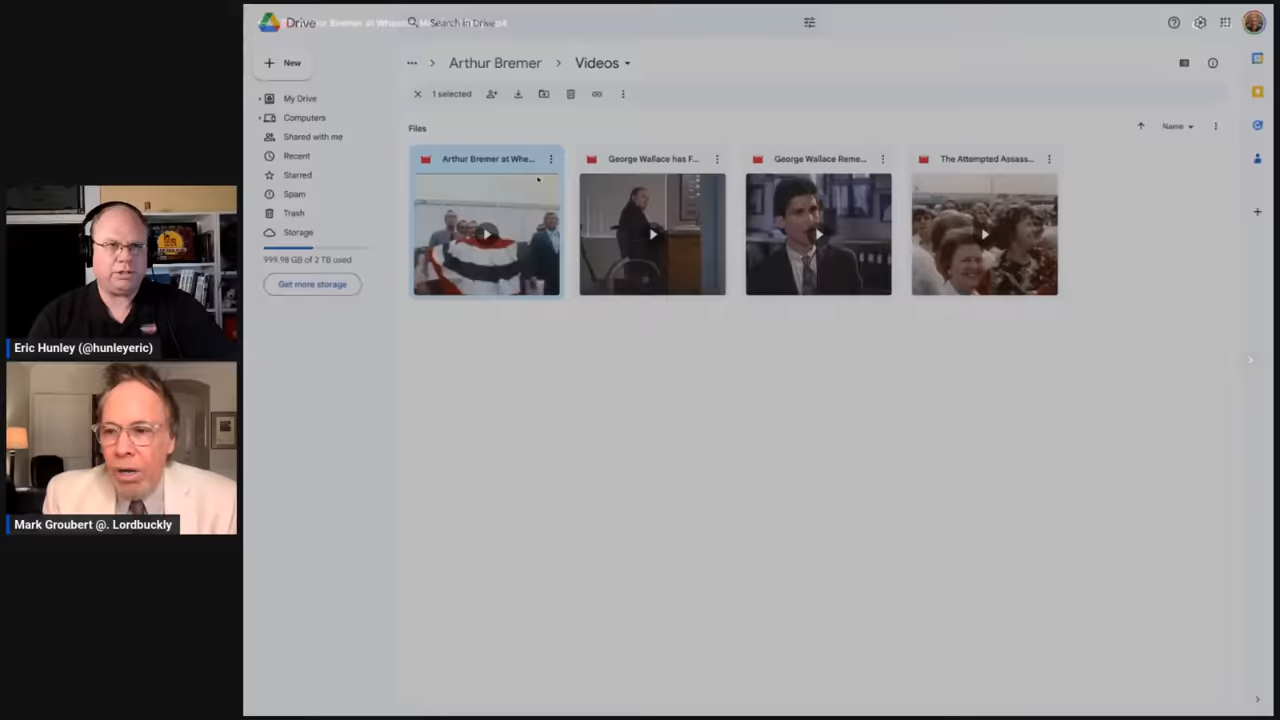 Drive
Search in Drive
New
Arthur Bremer
Videos
1 selected
My Drive
Computers
Shared with me
Recent
Starred
Spam
Trash
Storage
999.98 GB of 2 TB used
Get more storage
Files
Name
Arthur Bremer at Whe...
George Wallace has F...
George Wallace Reme...
The Attempted Assass...
Eric Hunley (@hunleyeric)
Mark Groubert @. Lordbuckly